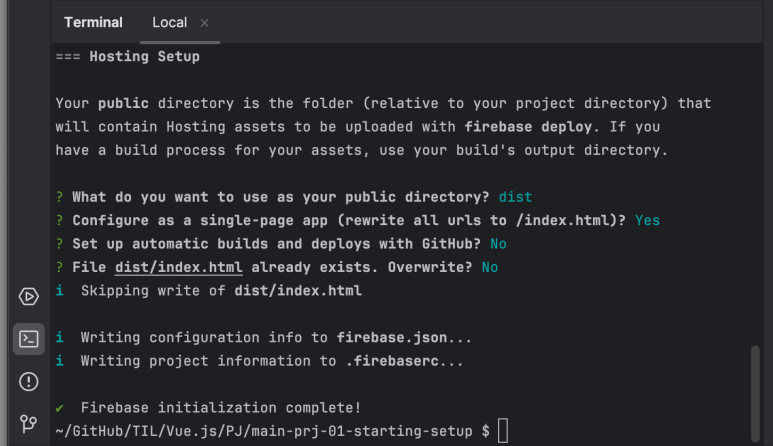 Terminal Local ×
=== Hosting Setup
Your public directory is the folder (relative to your project directory) that
will contain Hosting assets to be uploaded with firebase deploy. If you
have a build process for your assets, use your build's output directory.
? What do you want to use as your public directory? dist
? Configure as a single-page app (rewrite all urls to /index.html)? Yes
? Set up automatic builds and deploys with GitHub? No
? File dist/index.html already exists. Overwrite? No
i  Skipping write of dist/index.html
i  Writing configuration info to firebase.json...
i  Writing project information to .firebaserc...
✔  Firebase initialization complete!
~/GitHub/TIL/Vue.js/PJ/main-prj-01-starting-setup $